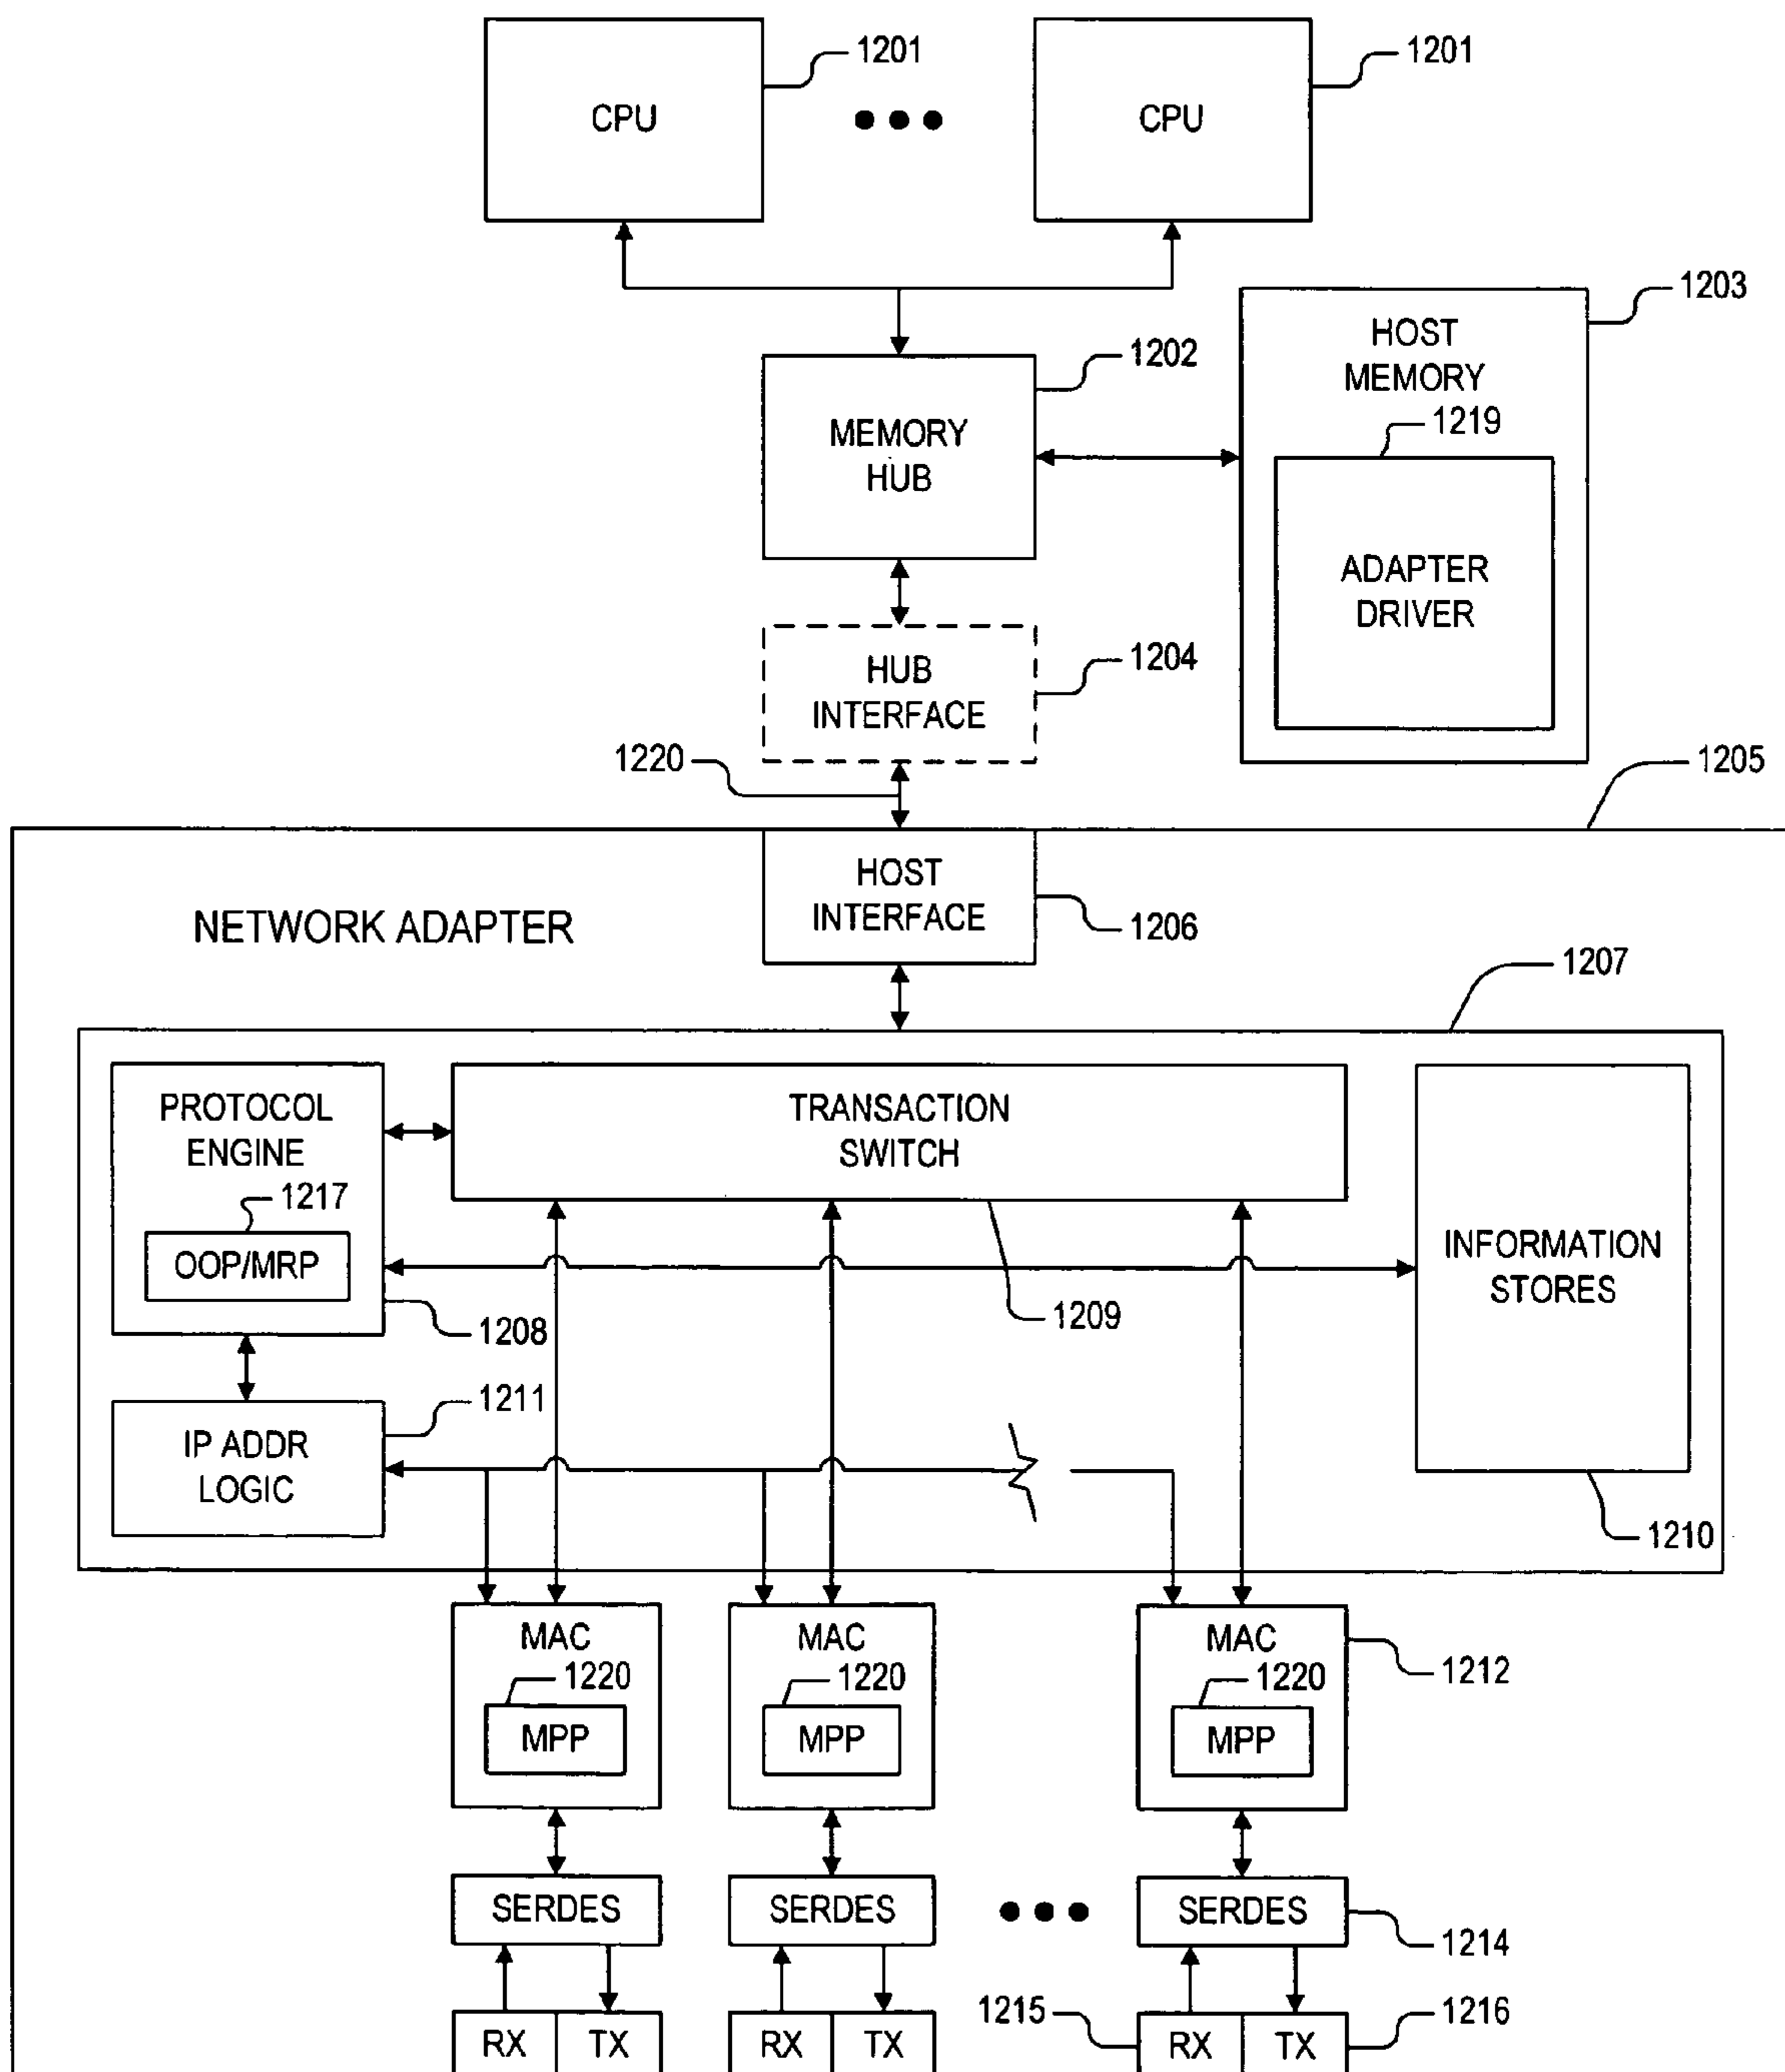 1201
1201
CPU
CPU
1203
HOST
MEMORY
1202
1219
MEMORY
HUB
ADAPTER
DRIVER
1204
HUB
INTERFACE
1220
1205
HOST
INTERFACE
NETWORK ADAPTER
1206
1207
PROTOCOL
ENGINE
TRANSACTION
SWITCH
1217
OOP/MRP
INFORMATION
STORES
1209
1208
1211
IP ADDR
LOGIC
1210
MAC
MAC
MAC
1220
1220
1220
1212
MPP
MPP
MPP
SERDES
SERDES
SERDES
1214
1215
1216
RX
TX
RX
TX
RX
TX